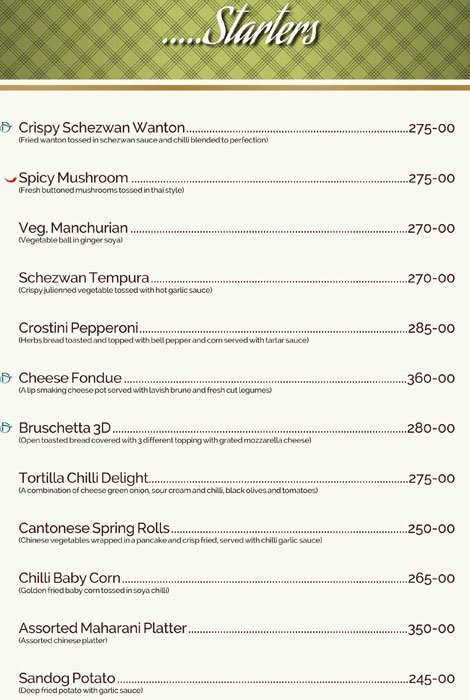 .....Starters
Crispy Schezwan Wanton..........275-00
(Fried wanton tossed in schezwan sauce and chilli blended to perfection)
Spicy Mushroom ..........275-00
(Fresh buttoned mushrooms tossed in thai style)
Veg. Manchurian ..........270-00
(Vegetable ball in ginger soya)
Schezwan Tempura..........270-00
(Crispy julienned vegetable tossed with hot garlic sauce)
Crostini Pepperoni..........285-00
(Herbs bread toasted and topped with bell pepper and corn served with tartar sauce)
Cheese Fondue ..........360-00
(A lip smaking cheese pot served with lavish brune and fresh cut legumes)
Bruschetta 3D..........280-00
(Open toasted bread covered with 3 different topping with grated mozzarella cheese)
Tortilla Chilli Delight..........275-00
(A combination of cheese green onion, sour cream and chilli, black olives and tomatoes)
Cantonese Spring Rolls..........250-00
(Chinese vegetables wrapped in a pancake and crisp fried, served with chilli garlic sauce)
Chilli Baby Corn..........265-00
(Golden fried baby corn tossed in soya chilli)
Assorted Maharani Platter..........350-00
(Assorted chinese platter)
Sandog Potato..........245-00
(Deep fried potato with garlic sauce)